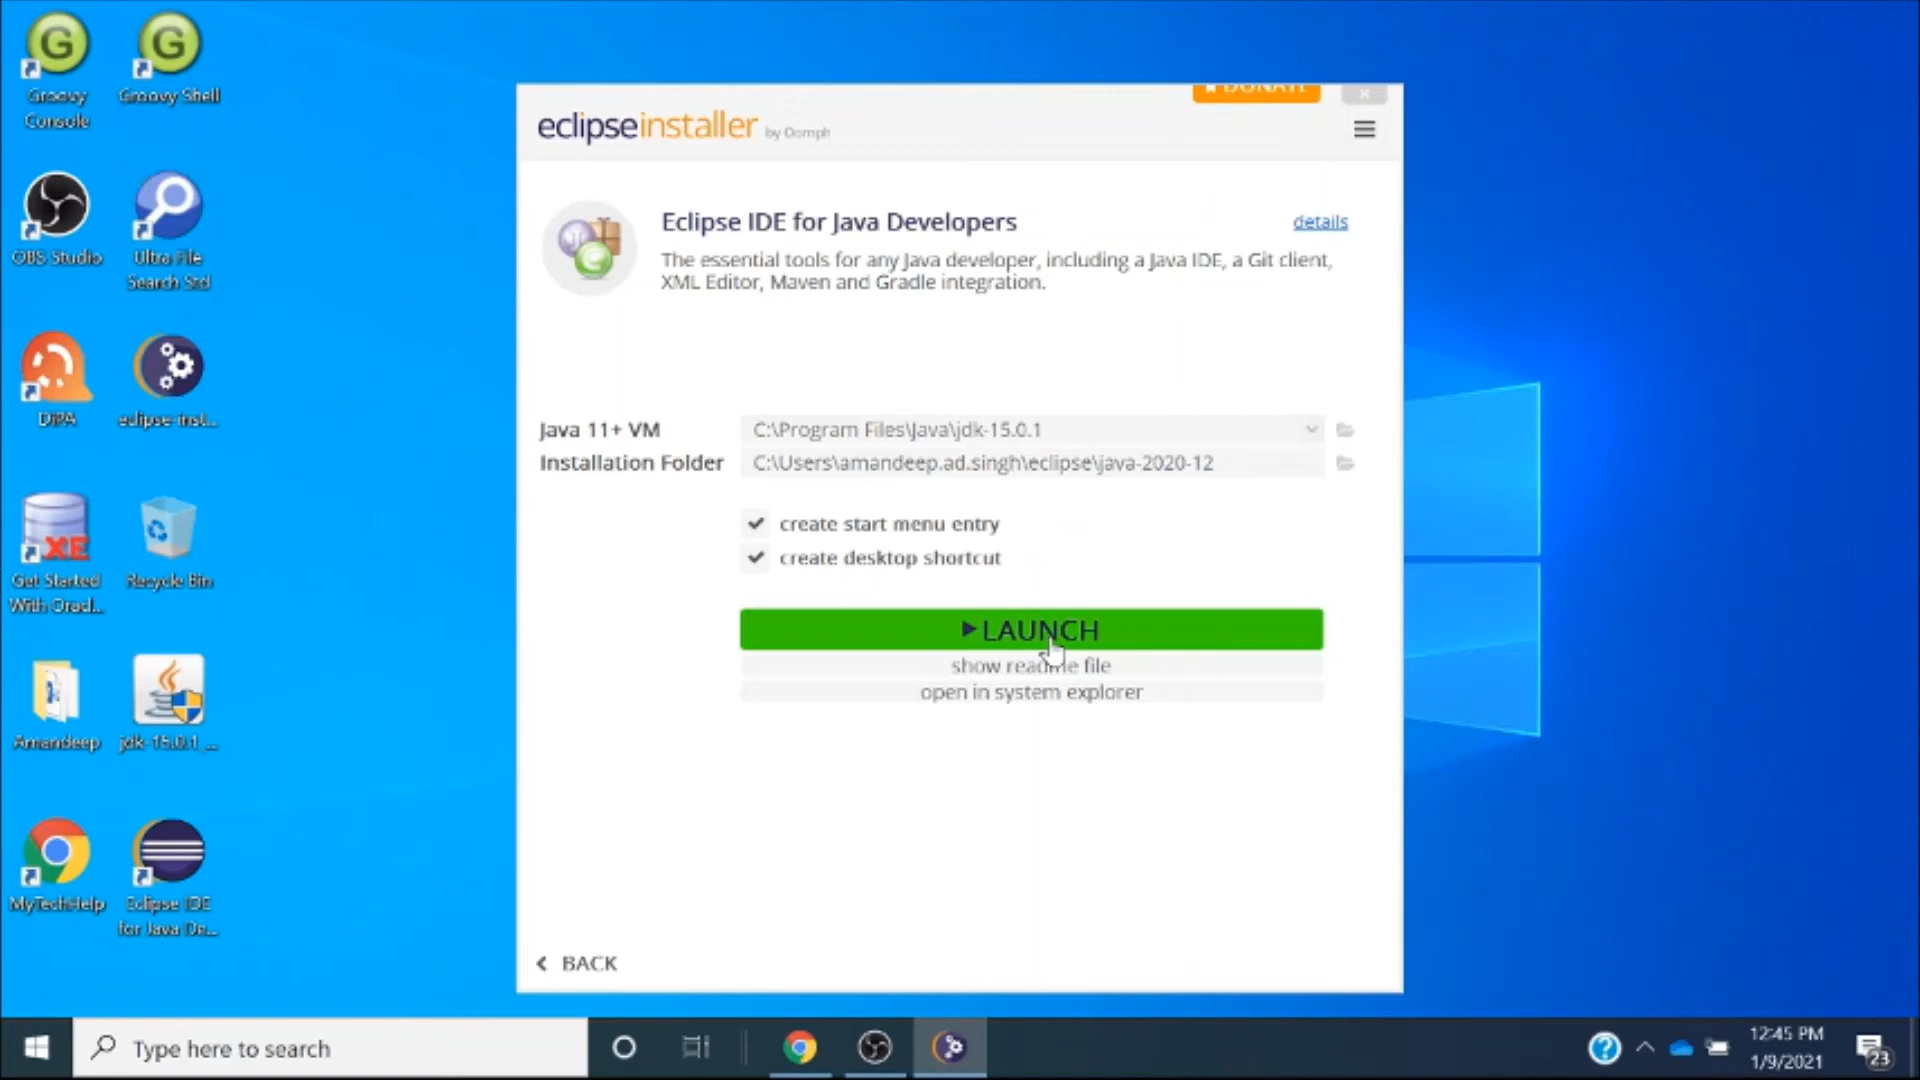 Groovy
Console
Groovy Shell
OBS Studio
Ultra File
Search Std
DiPA
eclipse-inst...
XE
Get Started
With Oracl...
Recycle Bin
Amandeep
jdk-15.0.1_...
MyTechHelp
Eclipse IDE
for Java De...
DONATE
eclipseinstaller by Oomph
Eclipse IDE for Java Developers
details
The essential tools for any Java developer, including a Java IDE, a Git client,
XML Editor, Maven and Gradle integration.
Java 11+ VM
C:\Program Files\Java\jdk-15.0.1
Installation Folder
C:\Users\amandeep.ad.singh\eclipse\java-2020-12
create start menu entry
create desktop shortcut
LAUNCH
show readme file
open in system explorer
BACK
Type here to search
12:45 PM
1/9/2021
23